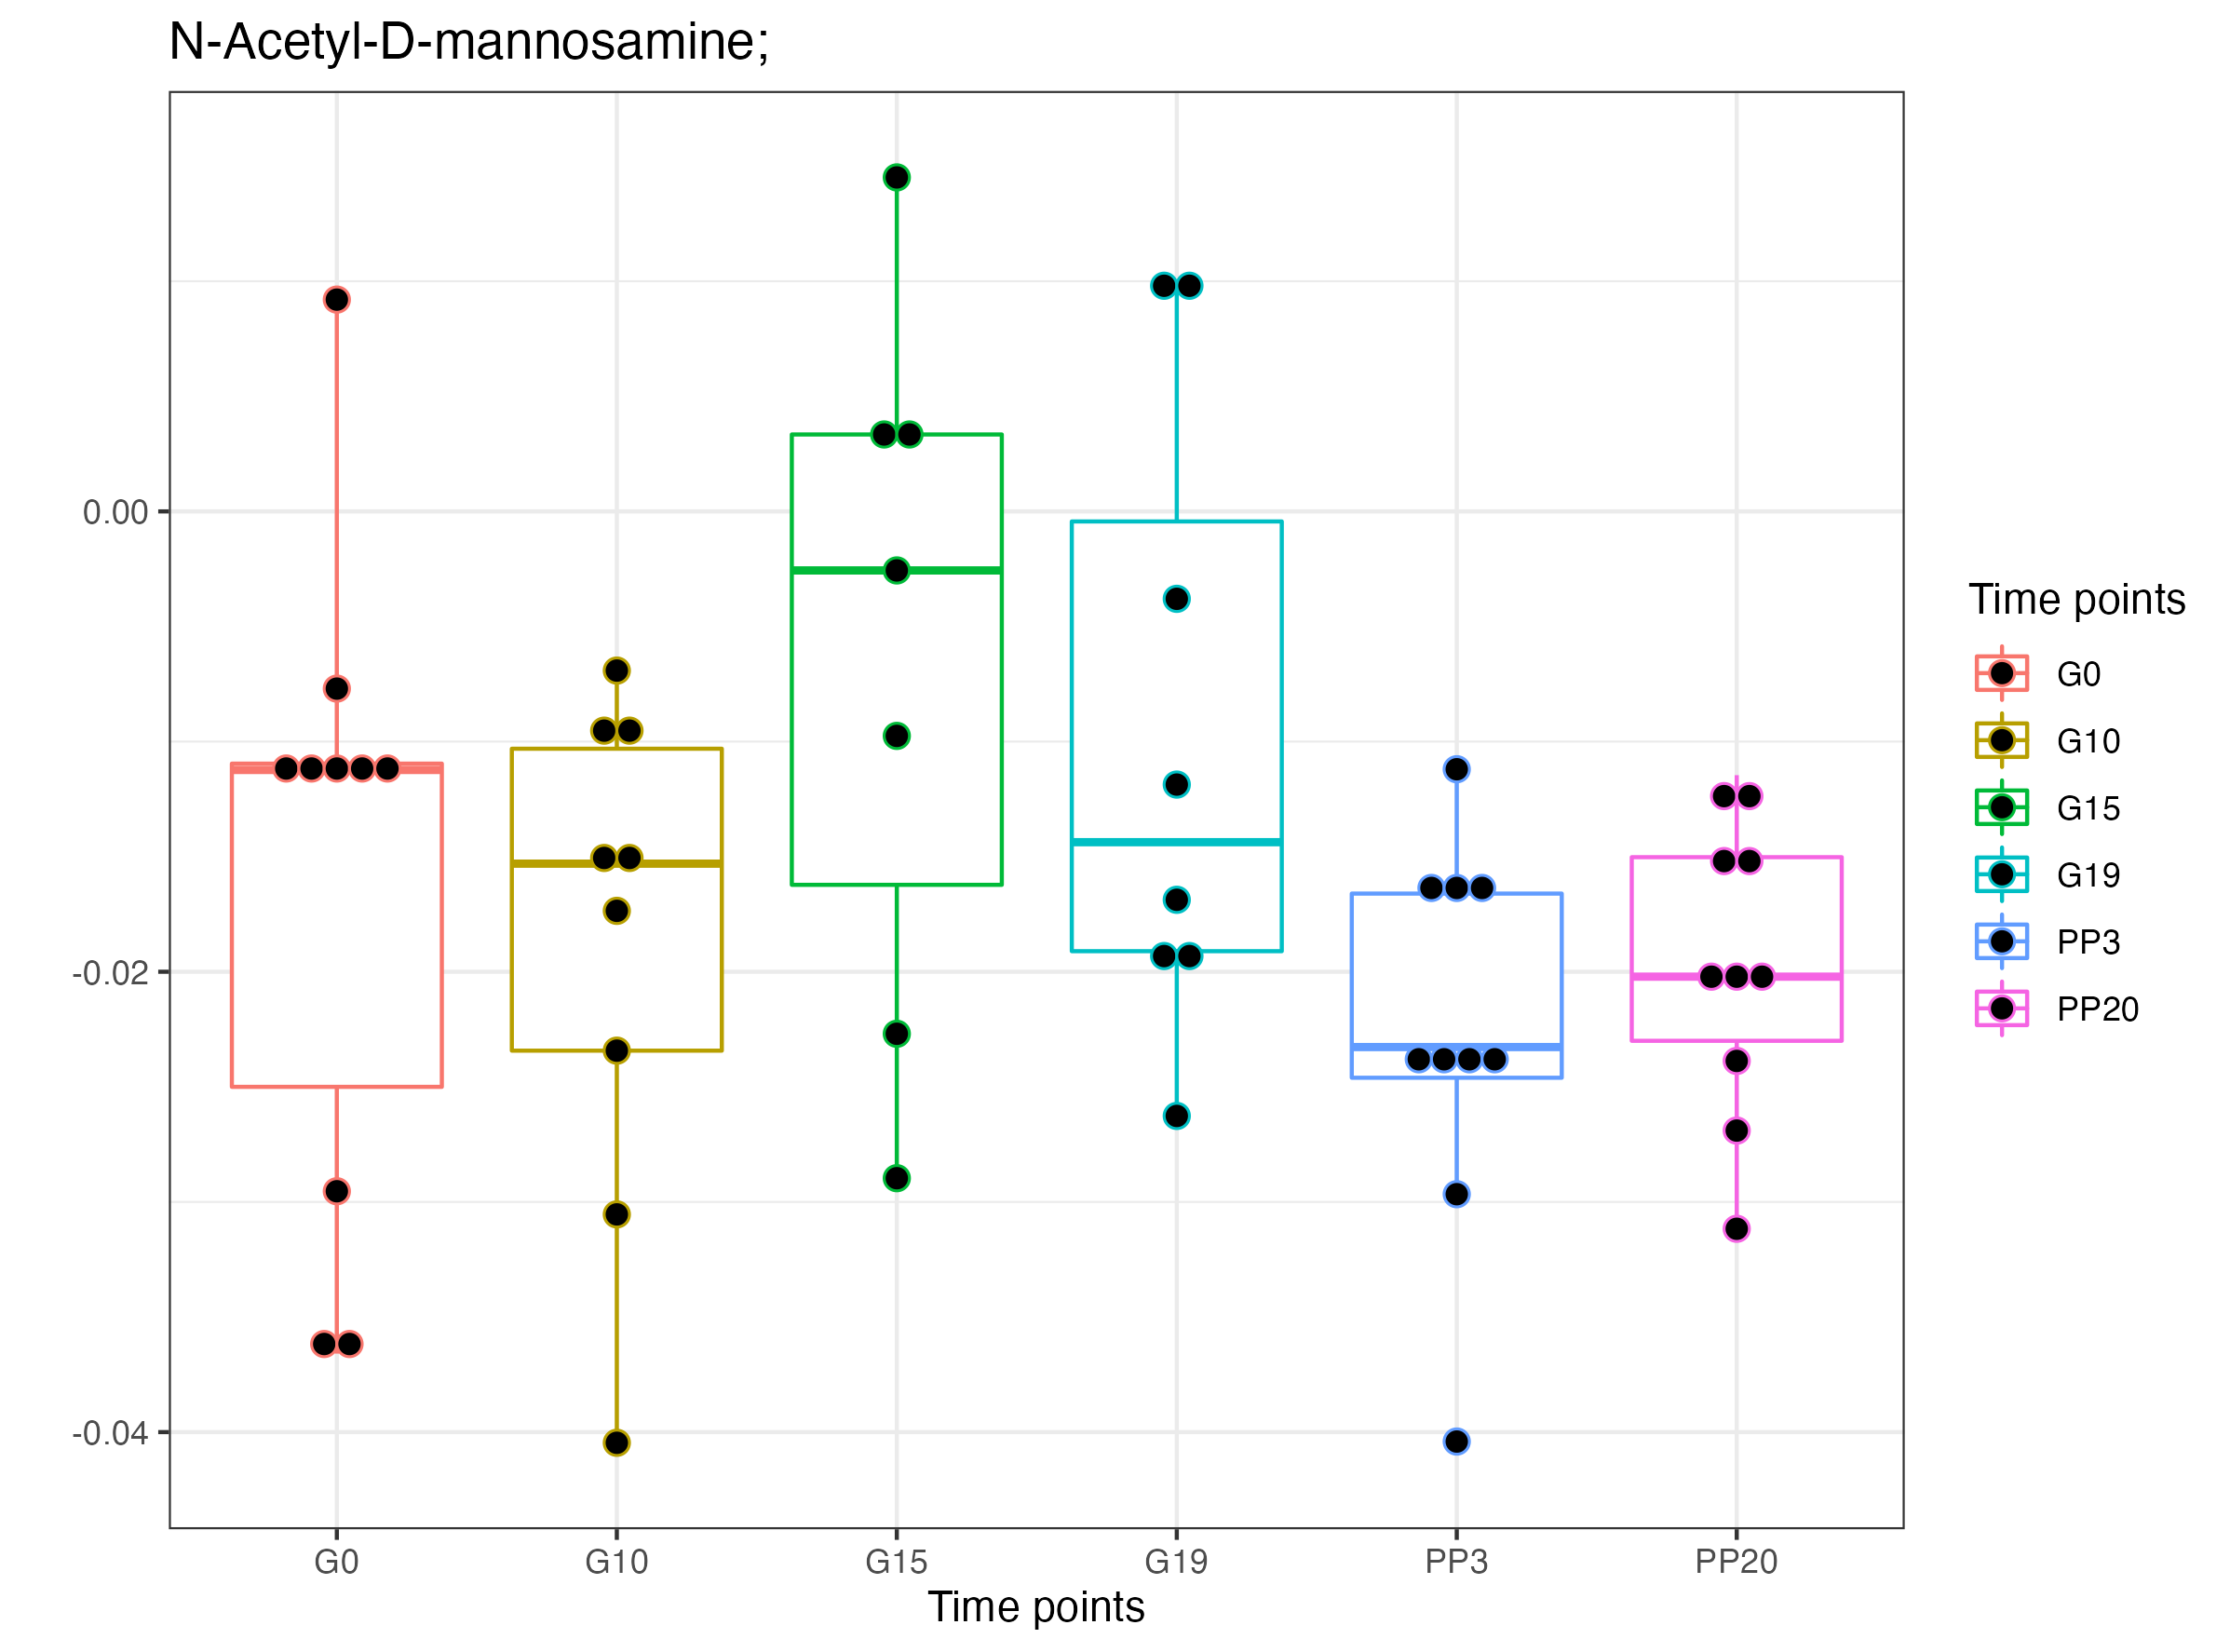 N-Acetyl-D-mannosamine;
0.00
-0.02
-0.04
G0 G10 G15 G19 PP3 PP20
Time points
Time points
G0
G10
G15
G19
PP3
PP20